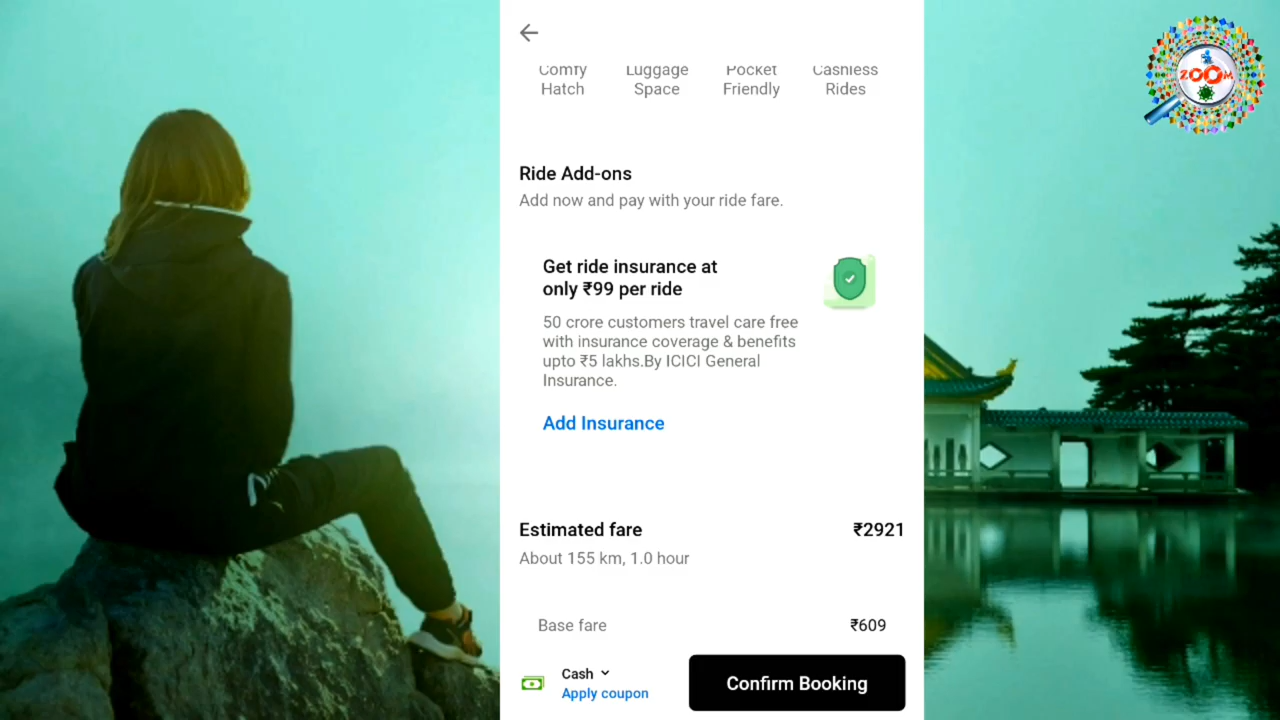 Comfy
Hatch
Luggage
Space
Pocket
Friendly
Cashless
Rides
Ride Add-ons
Add now and pay with your ride fare.
Get ride insurance at
only ₹99 per ride
50 crore customers travel care free
with insurance coverage & benefits
upto ₹5 lakhs.By ICICI General
Insurance.
Add Insurance
Estimated fare ₹2921
About 155 km, 1.0 hour
Base fare ₹609
Cash
Apply coupon
Confirm Booking
ZOOM